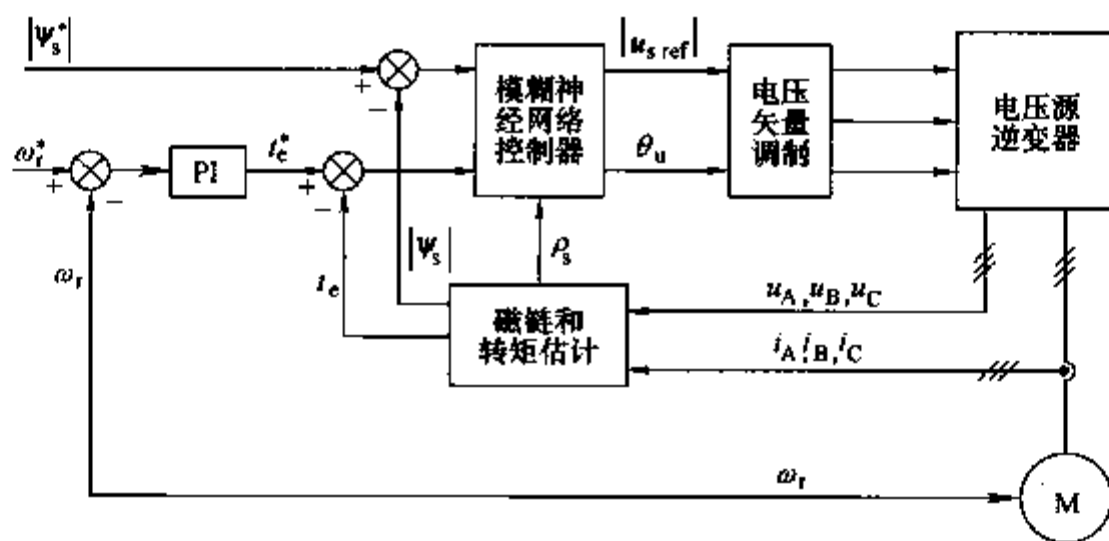 |Ψs*|
+
−
模糊神
经网络
控制器
|us ref|
θu
电压
矢量
调制
电压源
逆变器
ωr*
+
−
PI
te*
+
−
ωr
te
|Ψs|
ρs
磁链和
转矩估计
uA,uB,uC
iA,iB,iC
ωr
M